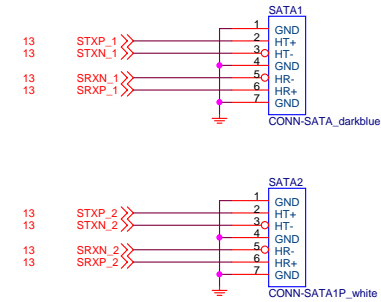 SATA1
1 GND
13 STXP_1 2 HT+
13 STXN_1 3 HT-
4 GND
13 SRXN_1 5 HR-
13 SRXP_1 6 HR+
7 GND
CONN-SATA_darkblue
SATA2
1 GND
13 STXP_2 2 HT+
13 STXN_2 3 HT-
4 GND
13 SRXN_2 5 HR-
13 SRXP_2 6 HR+
7 GND
CONN-SATA1P_white